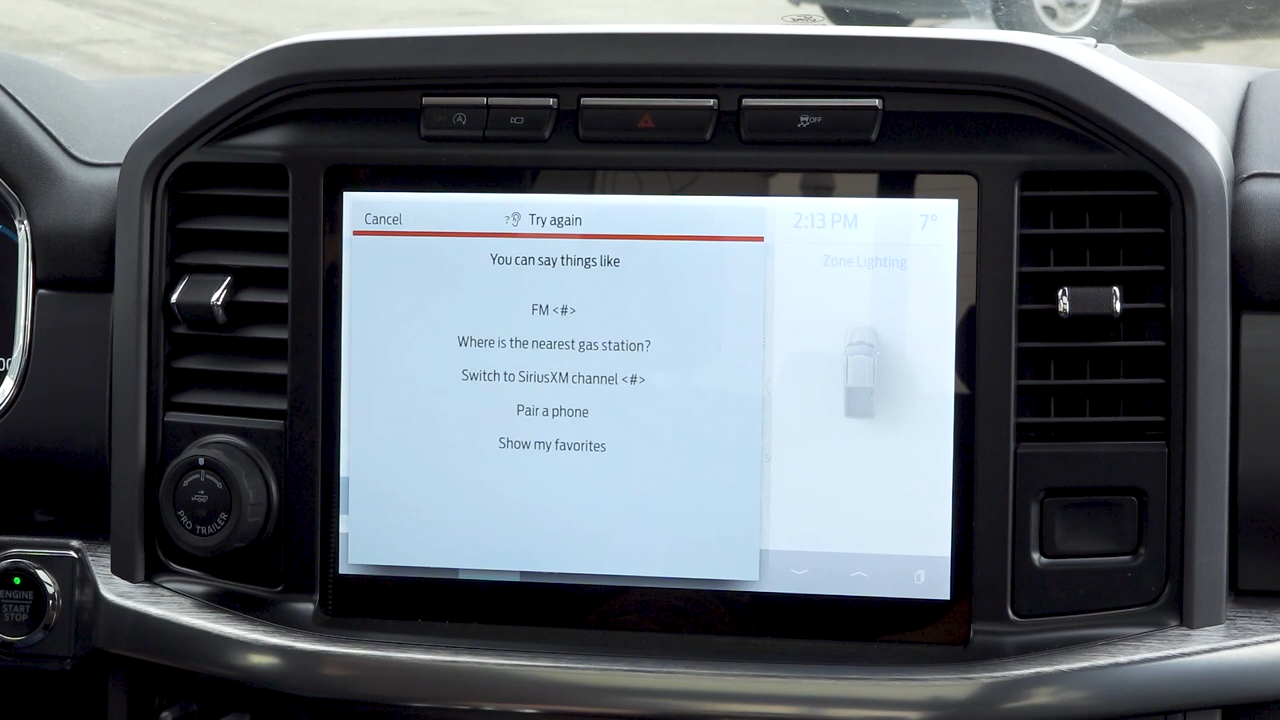 OFF
Cancel
? Try again
2:13 PM
7°
You can say things like
Zone Lighting
FM <#>
Where is the nearest gas station?
Switch to SiriusXM channel <#>
Pair a phone
Show my favorites
PRO TRAILER
ENGINE
START
STOP